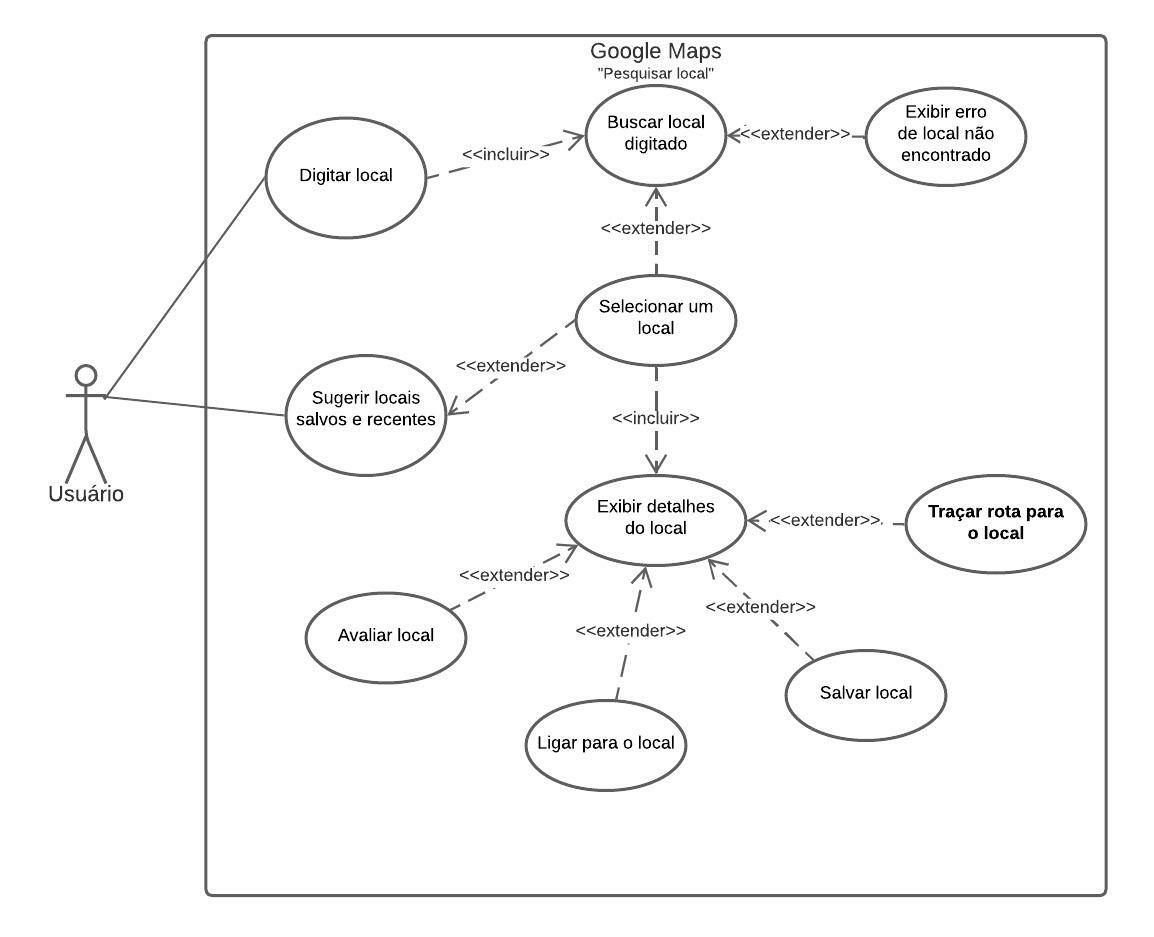 Google Maps
"Pesquisar local"
Buscar local
digitado
<<extender>>
Exibir erro
de local não
encontrado
Digitar local
<<incluir>>
<<extender>>
Selecionar um
local
<<extender>>
Sugerir locais
salvos e recentes
<<incluir>>
Usuário
Exibir detalhes
do local
<<extender>>
Traçar rota para
o local
<<extender>>
Avaliar local
<<extender>>
Ligar para o local
<<extender>>
Salvar local